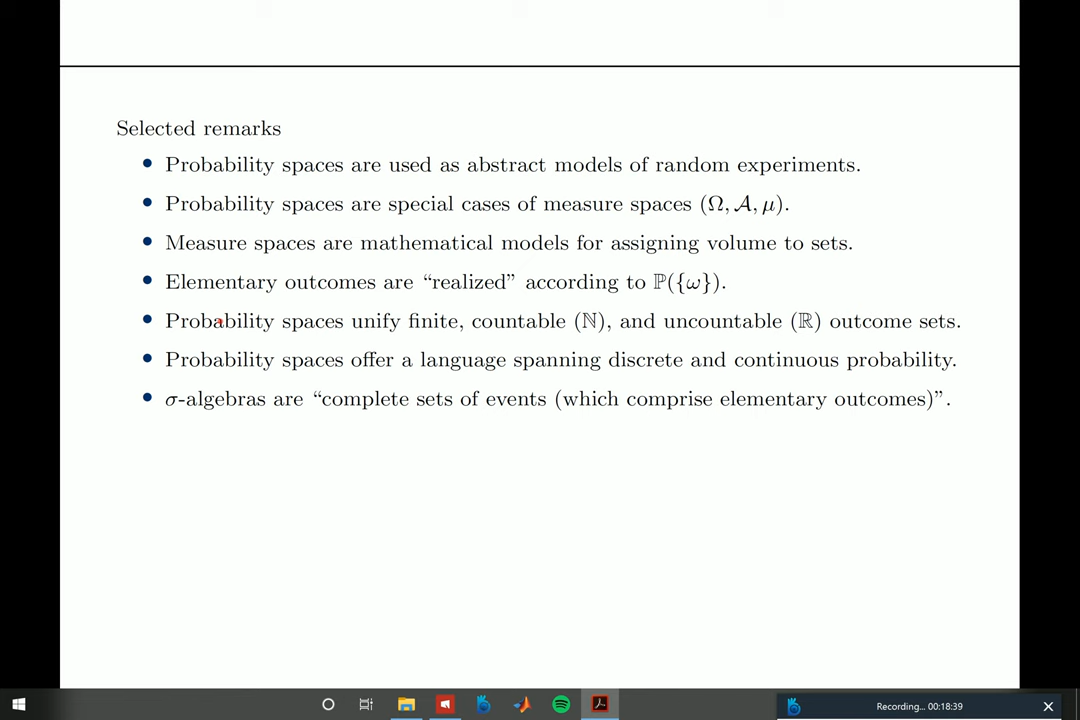 Selected remarks
• Probability spaces are used as abstract models of random experiments.
• Probability spaces are special cases of measure spaces (Ω, 𝒜, μ).
• Measure spaces are mathematical models for assigning volume to sets.
• Elementary outcomes are “realized” according to ℙ({ω}).
• Probability spaces unify finite, countable (ℕ), and uncountable (ℝ) outcome sets.
• Probability spaces offer a language spanning discrete and continuous probability.
• σ-algebras are “complete sets of events (which comprise elementary outcomes)”.
Recording... 00:18:39